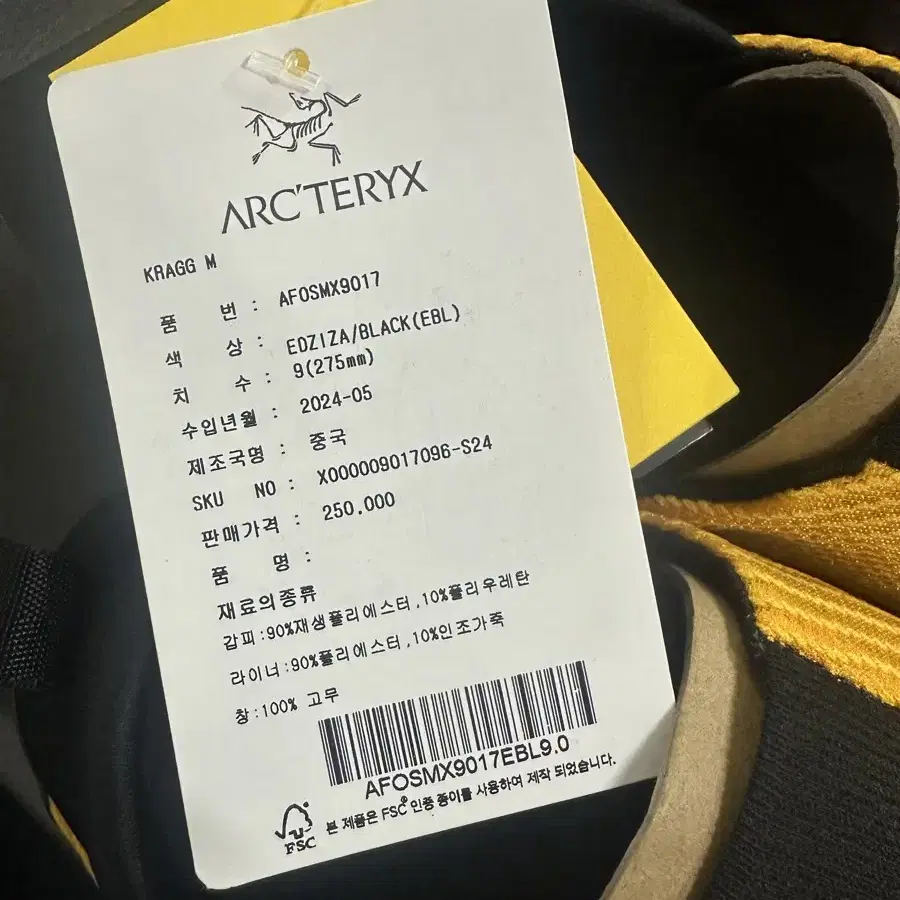 ARC'TERYX
KRAGG M
품 번 : AFOSMX9017
색 상 : EDZIZA/BLACK(EBL)
치 수 : 9(275mm)
수입년월 : 2024-05
제조국명 : 중국
SKU NO : X000009017096-S24
판매가격 : 250,000
품 명 :
재료의종류
갑피:90%재생폴리에스터,10%폴리우레탄
라이너:90%폴리에스터,10%인조가죽
창:100% 고무
AFOSMX9017EBL9.0
FSC 본 제품은 FSC® 인증 종이를 사용하여 제작 되었습니다.